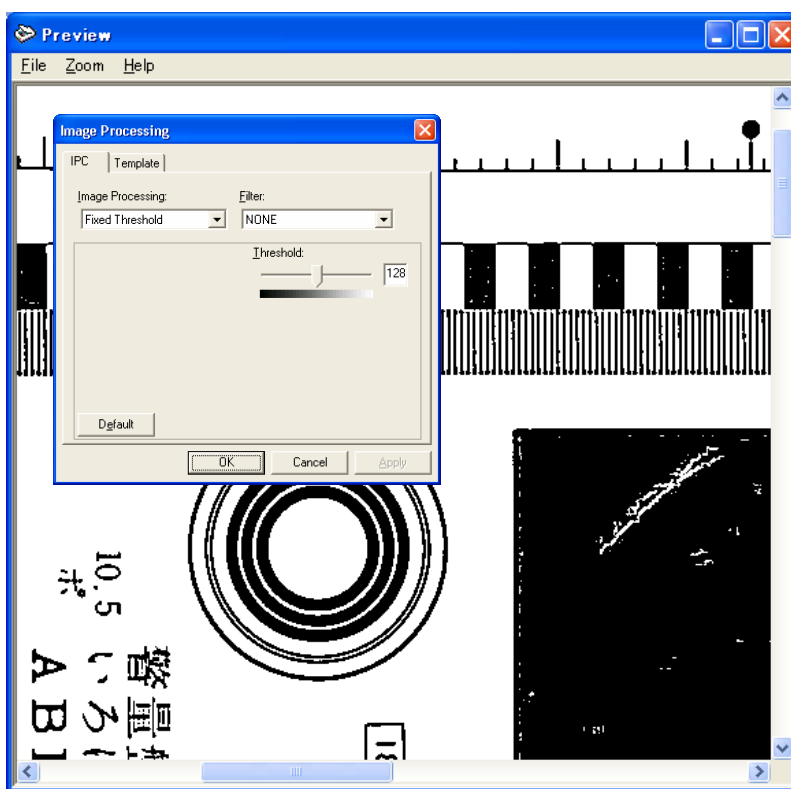 Preview
File Zoom Help
Image Processing
IPC Template
Image Processing: Filter:
Fixed Threshold NONE
Threshold:
128
Default
OK Cancel Apply
10.5
ポ
いろ
A B